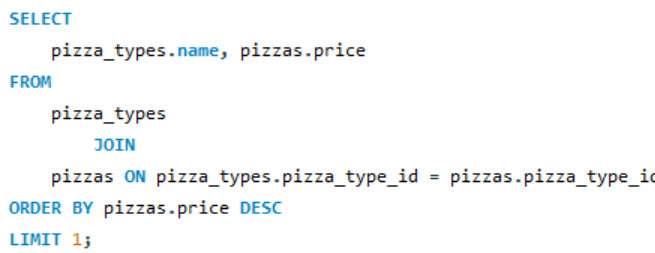 SELECT
pizza_types.name, pizzas.price
FROM
pizza_types
JOIN
pizzas ON pizza_types.pizza_type_id = pizzas.pizza_type_id
ORDER BY pizzas.price DESC
LIMIT 1;